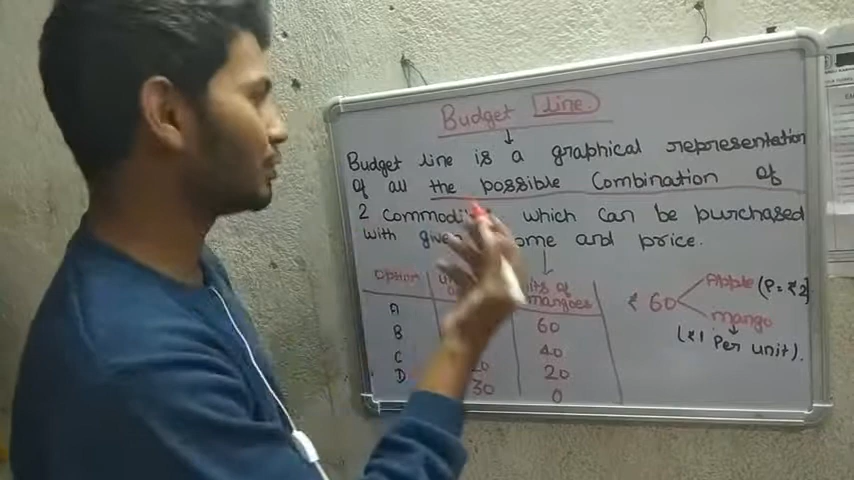 Budget line
Budget line is a graphical representation
of all the possible combination of
2 commodi which can be purchased
with given ome and price.
Option its of mangoes
A 60
B 40
C 20 20
D 30 0
₹ 60 (P = ₹2)
mango
(₹1 Per unit).